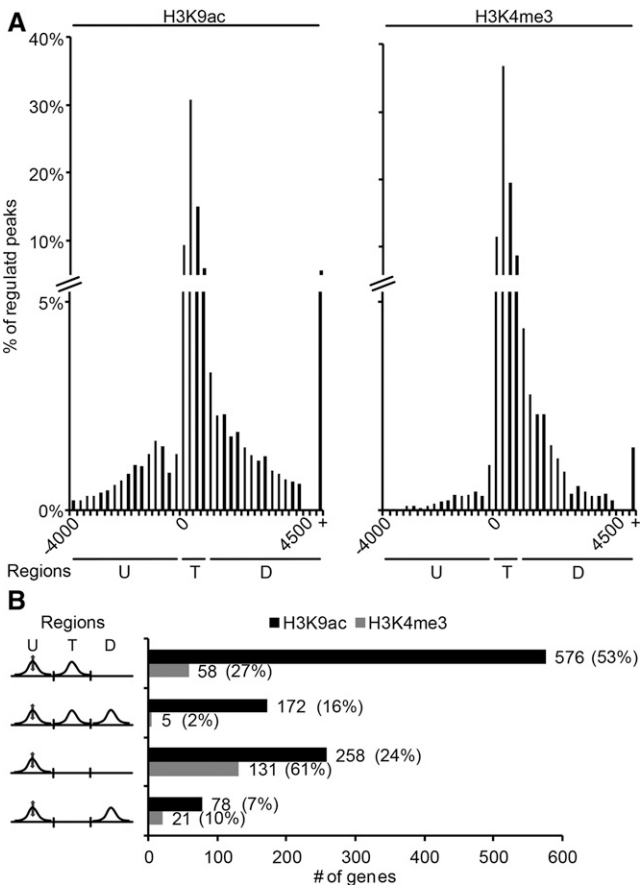 A
H3K9ac
H3K4me3
% of regulatd peaks
40%
30%
20%
10%
5%
0%
-4000
0
4500 +
-4000
0
4500 +
Regions
U
T
D
U
T
D
B
Regions
H3K9ac
H3K4me3
U
T
D
576 (53%)
58 (27%)
172 (16%)
5 (2%)
258 (24%)
131 (61%)
78 (7%)
21 (10%)
0
100
200
300
400
500
600
# of genes